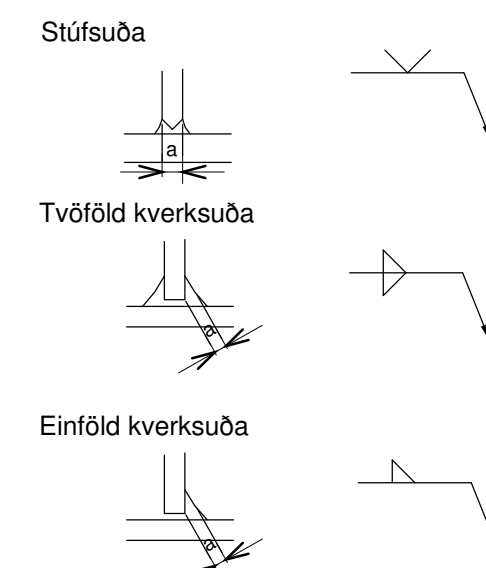 Stúfsuða
a
Tvöföld kverksuða
a
Einföld kverksuða
a